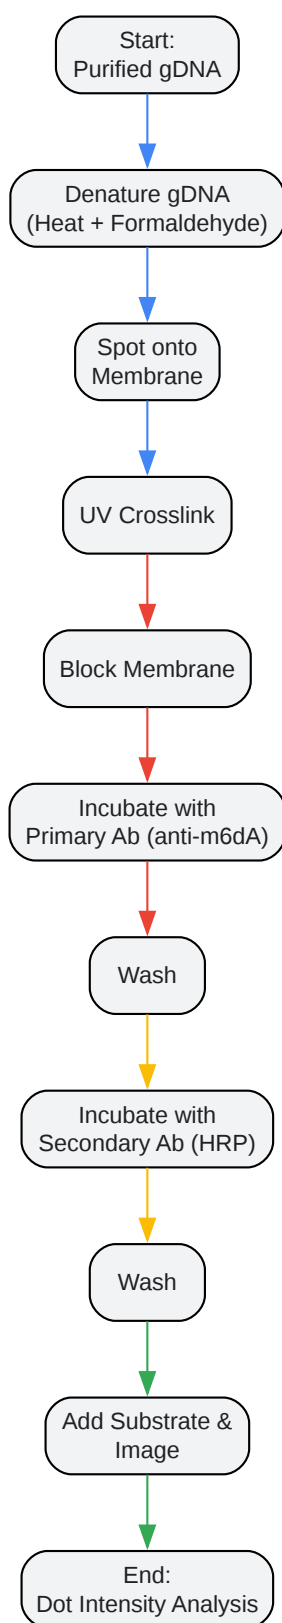 Start:
Purified gDNA
Denature gDNA
(Heat + Formaldehyde)
Spot onto
Membrane
UV Crosslink
Block Membrane
Incubate with
Primary Ab (anti-m6dA)
Wash
Incubate with
Secondary Ab (HRP)
Wash
Add Substrate &
Image
End:
Dot Intensity Analysis